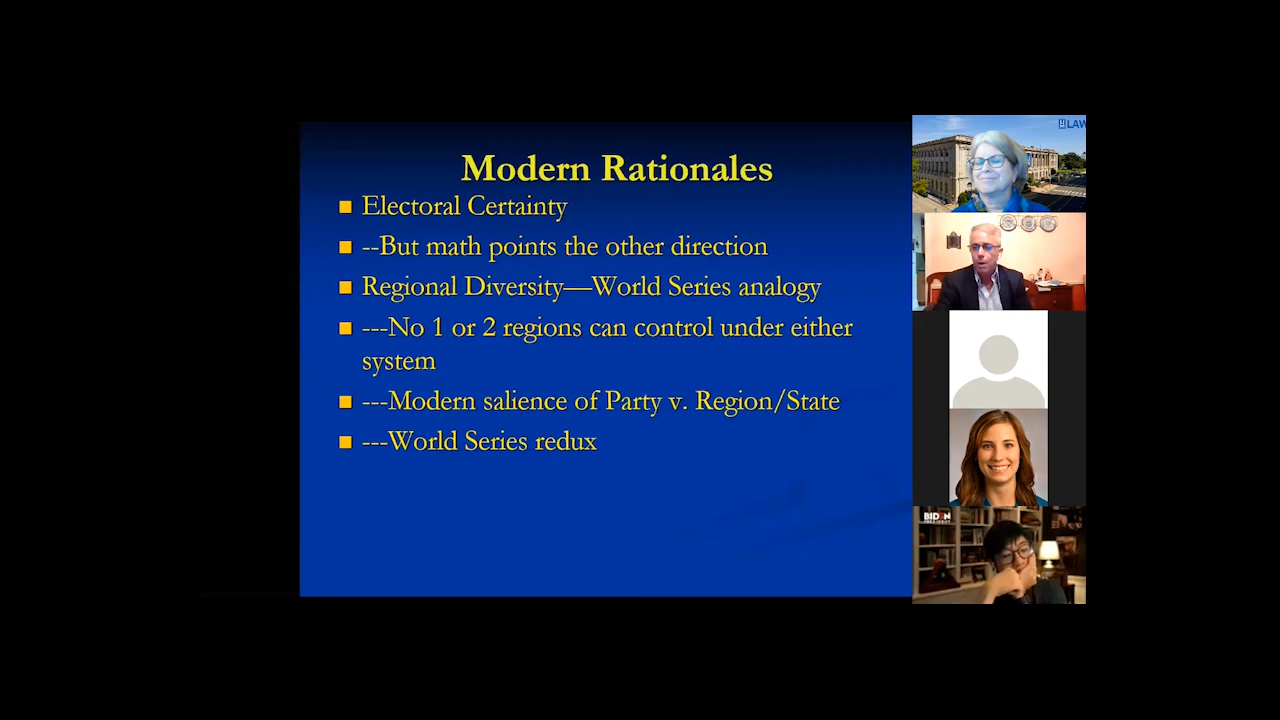 Modern Rationales
Electoral Certainty
--But math points the other direction
Regional Diversity—World Series analogy
---No 1 or 2 regions can control under either
system
---Modern salience of Party v. Region/State
---World Series redux
LAW
BIDEN